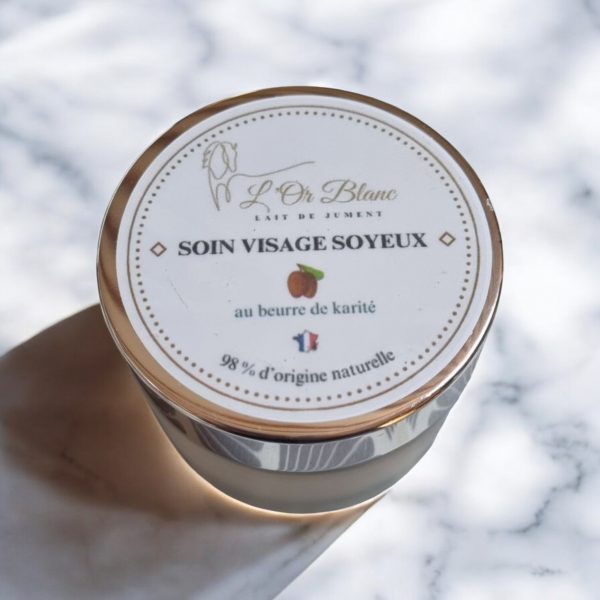 L'Or Blanc
LAIT DE JUMENT
SOIN VISAGE SOYEUX
au beurre de karité
98 % d'origine naturelle